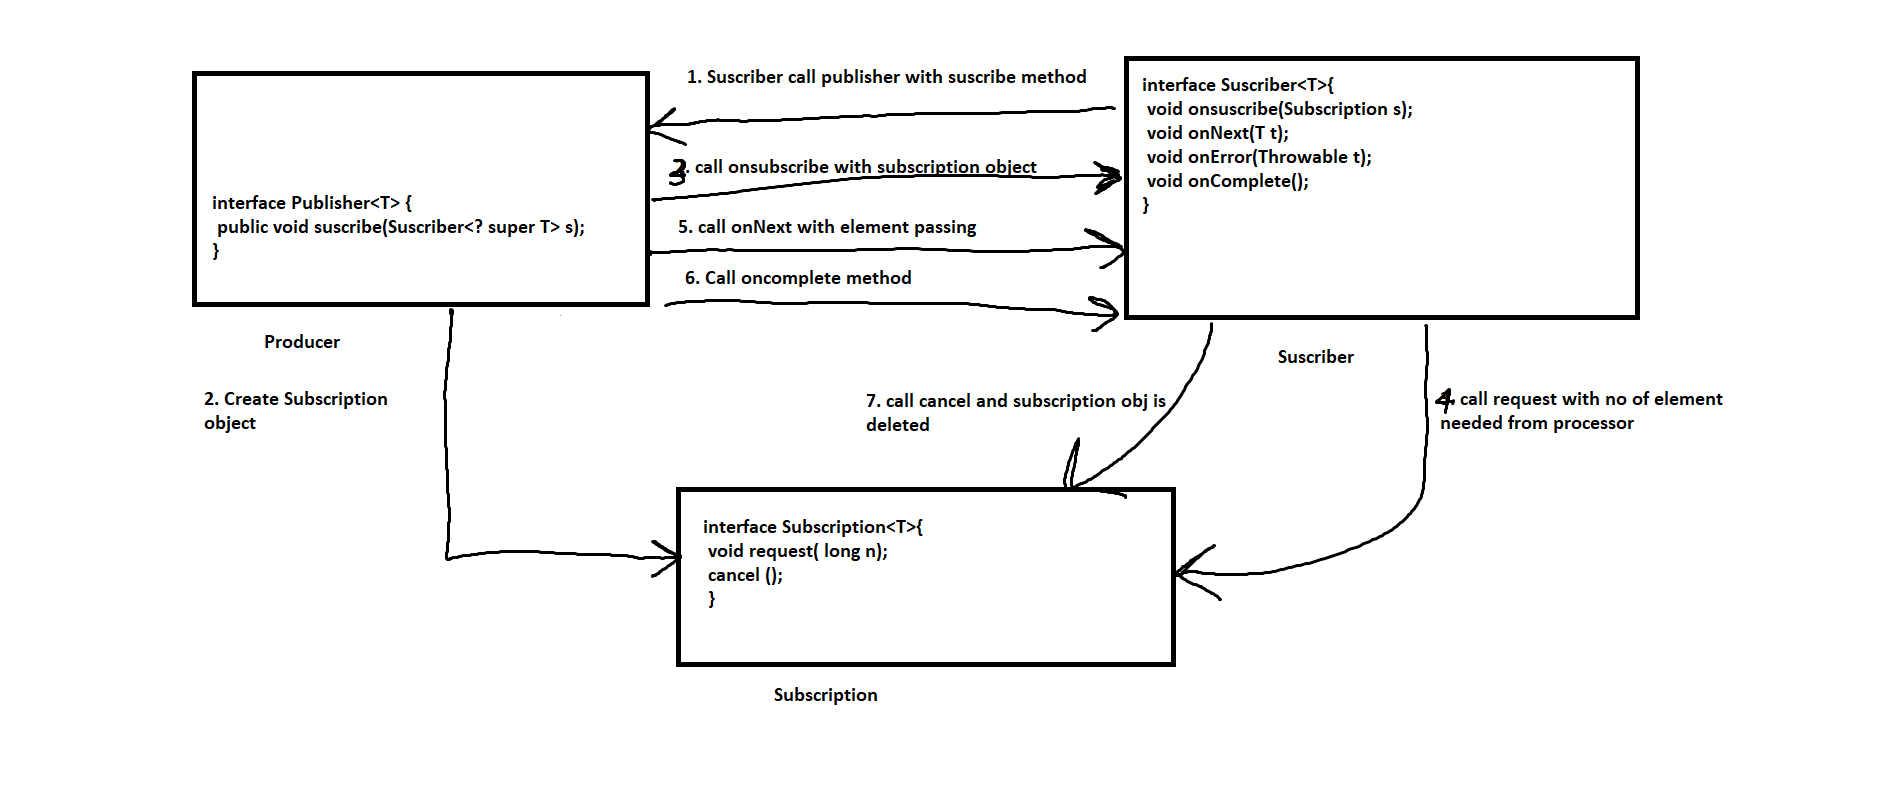 1. Suscriber call publisher with suscribe method
interface Suscriber<T>{
void onsuscribe(Subscription s);
void onNext(T t);
void onError(Throwable t);
void onComplete();
}
3. call onsubscribe with subscription object
interface Publisher<T> {
public void suscribe(Suscriber<? super T> s);
}
5. call onNext with element passing
6. Call oncomplete method
Producer
Suscriber
2. Create Subscription
object
7. call cancel and subscription obj is
deleted
4. call request with no of element
needed from processor
interface Subscription<T>{
void request( long n);
cancel ();
}
Subscription